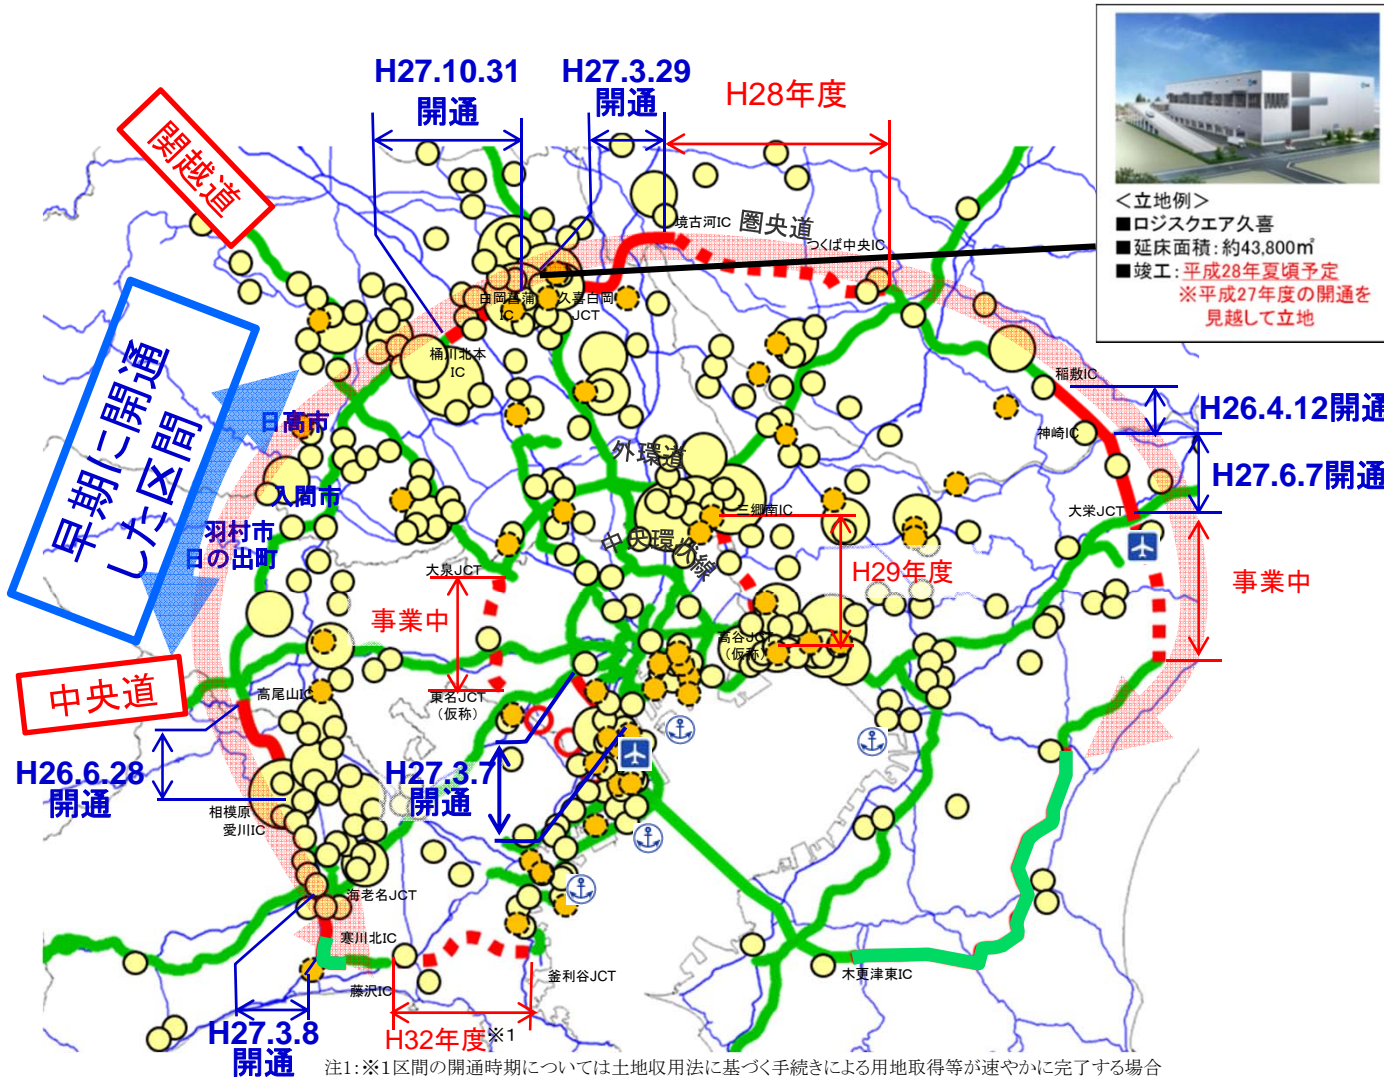 H27.10.31
開通
H27.3.29
開通
H28年度
関越道
＜立地例＞
■ロジスクエア久喜
■延床面積：約43,800㎡
■竣工：平成28年夏頃予定
※平成27年度の開通を
見越して立地
境古河IC
圏央道
つくば中央IC
白岡菖蒲
IC
久喜白岡
JCT
桶川北本
IC
稲敷IC
H26.4.12開通
神崎IC
H27.6.7開通
大栄JCT
早期に開通
した区間
日高市
入間市
羽村市
日の出町
外環道
三郷南IC
中央環状線
大泉JCT
H29年度
事業中
事業中
高谷JCT
（仮称）
中央道
高尾山IC
東名JCT
（仮称）
H26.6.28
開通
H27.3.7
開通
相模原
愛川IC
海老名JCT
寒川北IC
藤沢IC
釜利谷JCT
木更津東IC
H27.3.8
開通
H32年度※1
注1：※1区間の開通時期については土地収用法に基づく手続きによる用地取得等が速やかに完了する場合